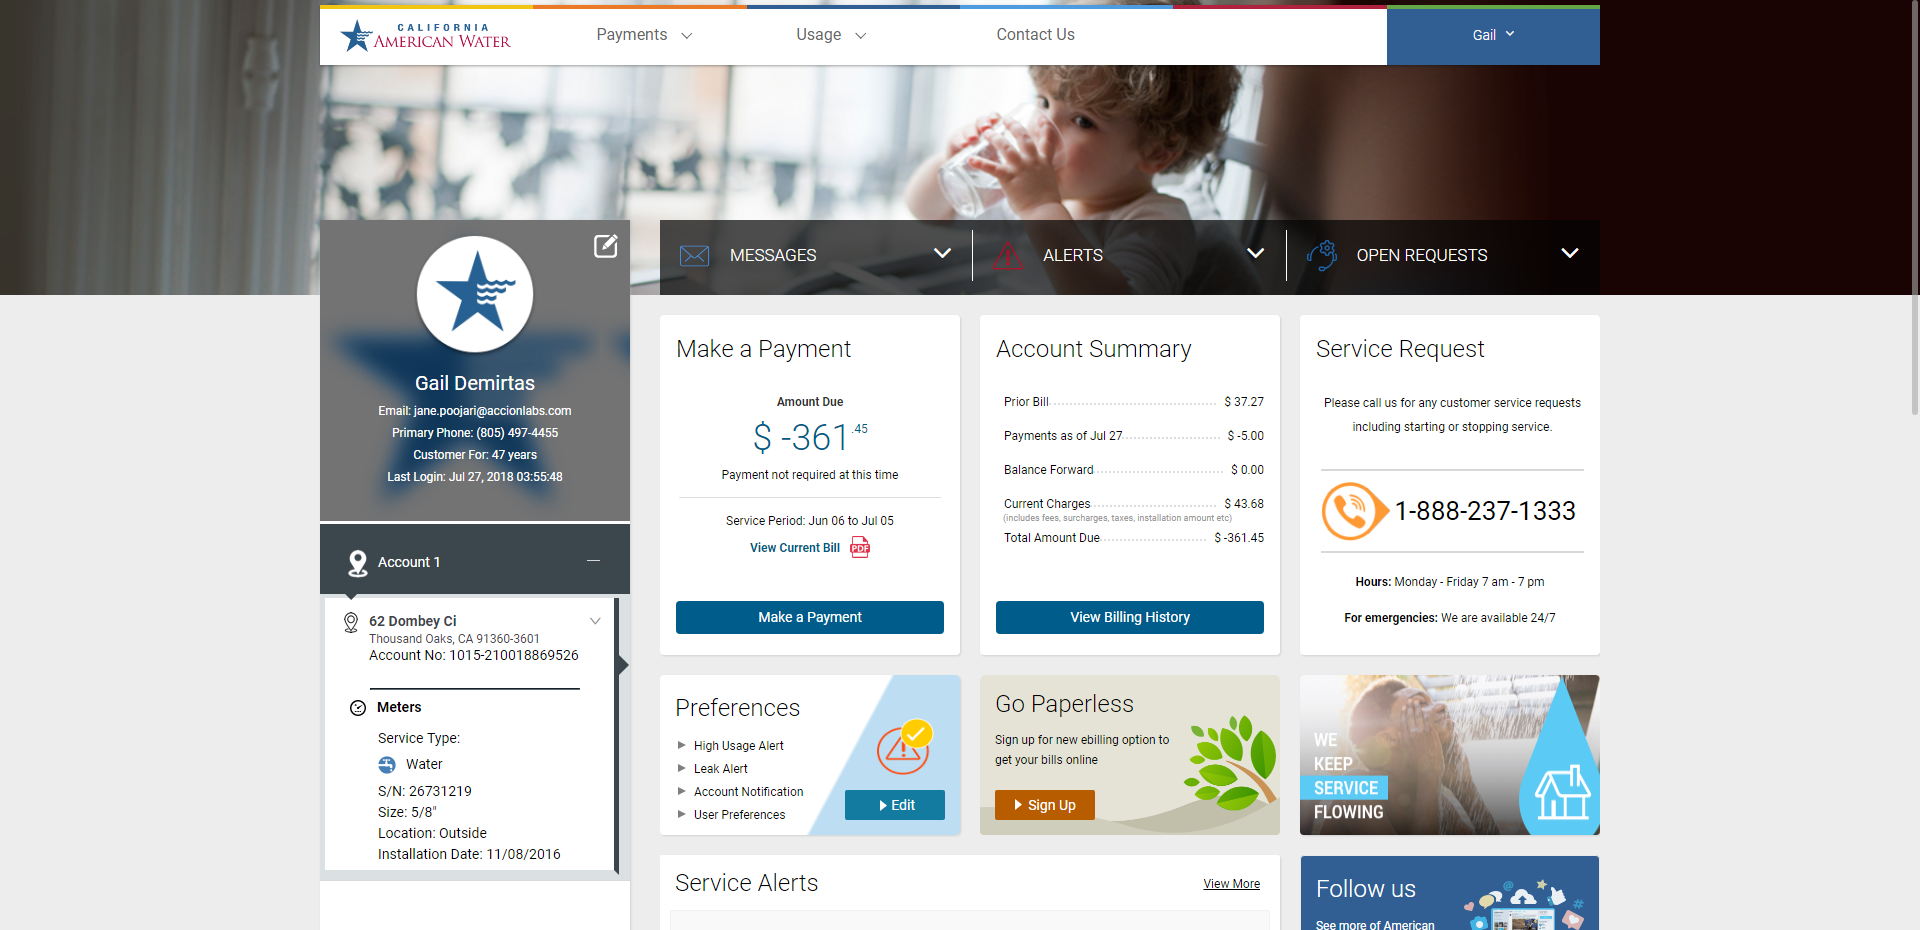 CALIFORNIA
AMERICAN WATER
Payments
Usage
Contact Us
Gail
MESSAGES
ALERTS
OPEN REQUESTS
Gail Demirtas
Email: jane.poojari@accionlabs.com
Primary Phone: (805) 497-4455
Customer For: 47 years
Last Login: Jul 27, 2018 03:55:48
Account 1
62 Dombey Ci
Thousand Oaks, CA 91360-3601
Account No: 1015-210018869526
Meters
Service Type:
Water
S/N: 26731219
Size: 5/8"
Location: Outside
Installation Date: 11/08/2016
Make a Payment
Amount Due
$ -361.45
Payment not required at this time
Service Period: Jun 06 to Jul 05
View Current Bill PDF
Make a Payment
Account Summary
Prior Bill $ 37.27
Payments as of Jul 27 $ -5.00
Balance Forward $ 0.00
Current Charges $ 43.68
(includes fees, surcharges, taxes, installation amount etc)
Total Amount Due $ -361.45
View Billing History
Service Request
Please call us for any customer service requests
including starting or stopping service.
1-888-237-1333
Hours: Monday - Friday 7 am - 7 pm
For emergencies: We are available 24/7
Preferences
High Usage Alert
Leak Alert
Account Notification
User Preferences
Edit
Go Paperless
Sign up for new ebilling option to
get your bills online
Sign Up
WE
KEEP
SERVICE
FLOWING
Service Alerts
View More
Follow us
See more of American